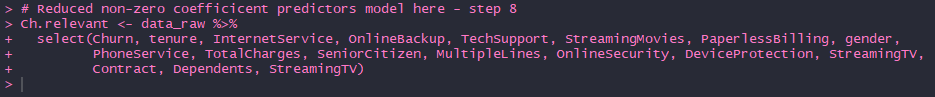 > # Reduced non-zero coefficicent predictors model here - step 8
> Ch.relevant <- data_raw %>%
+   select(Churn, tenure, InternetService, OnlineBackup, TechSupport, StreamingMovies, PaperlessBilling, gender,
+          PhoneService, TotalCharges, SeniorCitizen, MultipleLines, OnlineSecurity, DeviceProtection, StreamingTV,
+          Contract, Dependents, StreamingTV)
>